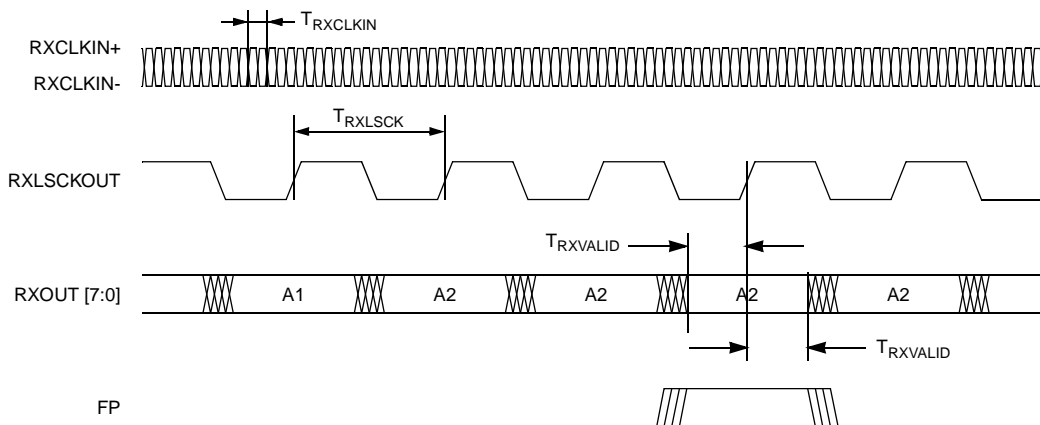 TRXCLKIN
RXCLKIN+
RXCLKIN-
TRXLSCK
RXLSCKOUT
TRXVALID
RXOUT [7:0] A1 A2 A2 A2 A2
TRXVALID
FP